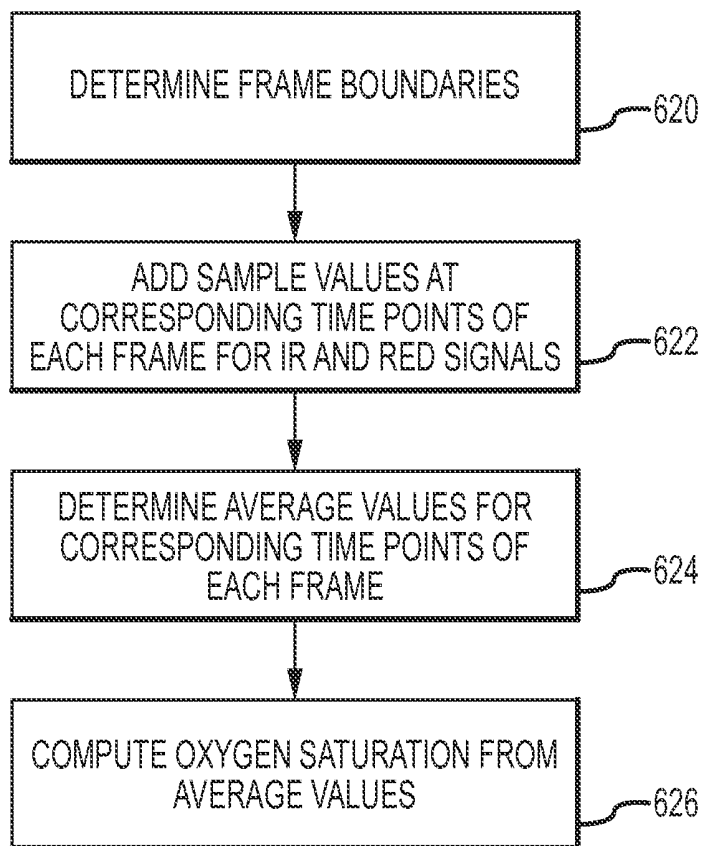 DETERMINE FRAME BOUNDARIES
620
ADD SAMPLE VALUES AT
CORRESPONDING TIME POINTS OF
EACH FRAME FOR IR AND RED SIGNALS
622
DETERMINE AVERAGE VALUES FOR
CORRESPONDING TIME POINTS OF
EACH FRAME
624
COMPUTE OXYGEN SATURATION FROM
AVERAGE VALUES
626